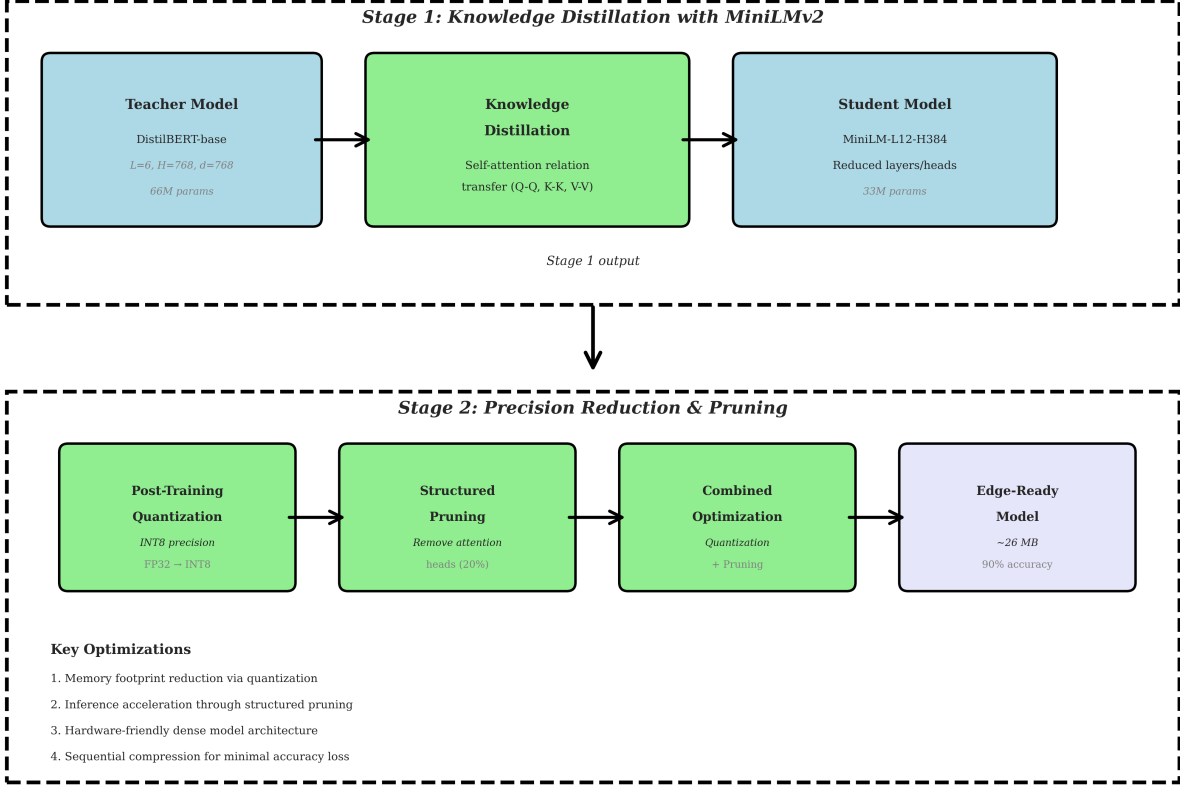 Stage 1: Knowledge Distillation with MiniLMv2
Teacher Model
DistilBERT-base
L=6, H=768, d=768
66M params
Knowledge
Distillation
Self-attention relation
transfer (Q-Q, K-K, V-V)
Student Model
MiniLM-L12-H384
Reduced layers/heads
33M params
Stage 1 output
Stage 2: Precision Reduction & Pruning
Post-Training
Quantization
INT8 precision
FP32 → INT8
Structured
Pruning
Remove attention
heads (20%)
Combined
Optimization
Quantization
+ Pruning
Edge-Ready
Model
~26 MB
90% accuracy
Key Optimizations
1. Memory footprint reduction via quantization
2. Inference acceleration through structured pruning
3. Hardware-friendly dense model architecture
4. Sequential compression for minimal accuracy loss